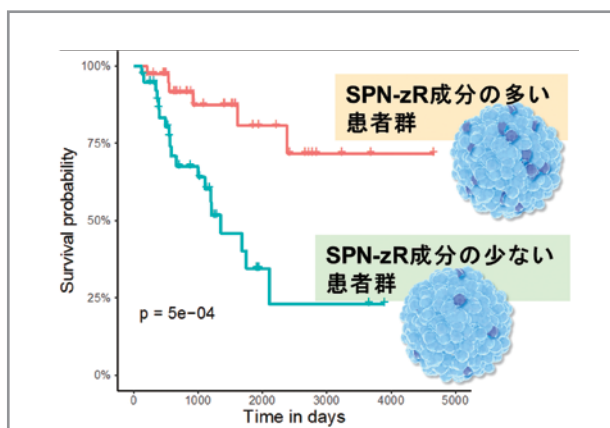 100%
SPN-zR成分の多い
患者群
75%
Survival probability
50%
SPN-zR成分の少ない
患者群
25%
p = 5e−04
0%
0 1000 2000 3000 4000 5000
Time in days